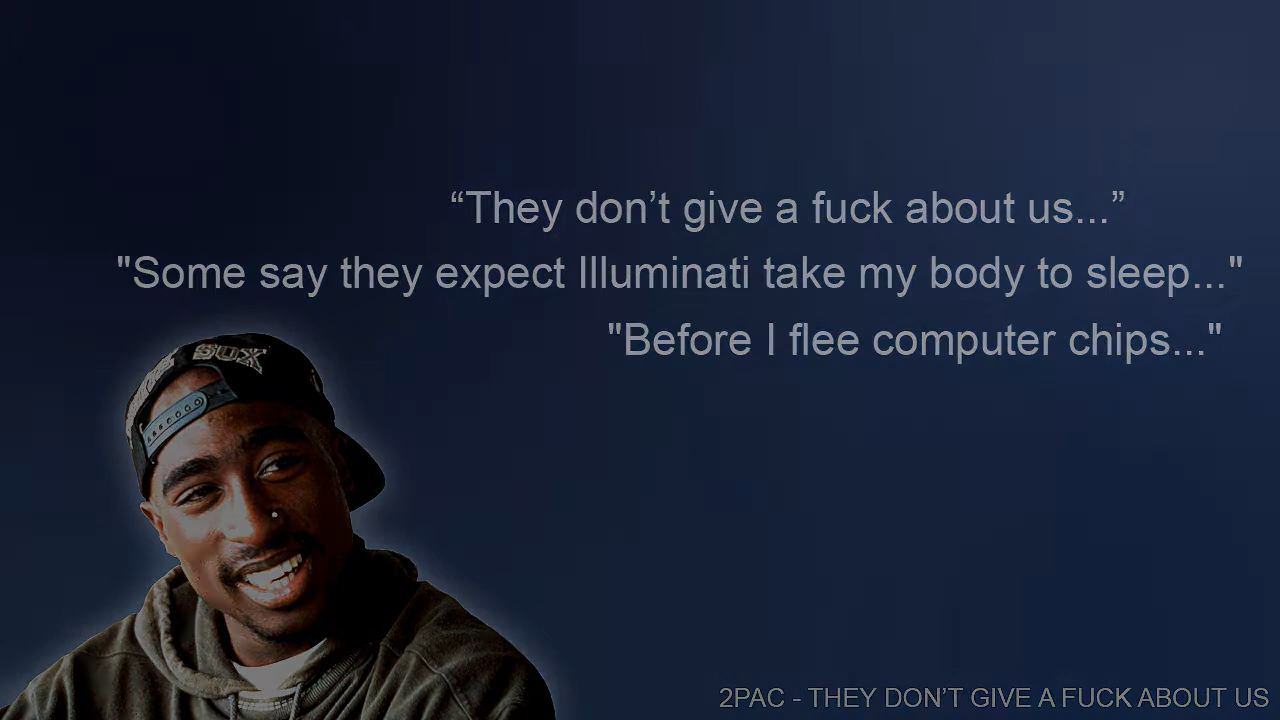 “They don’t give a fuck about us...”
"Some say they expect Illuminati take my body to sleep..."
"Before I flee computer chips..."
SOX
2PAC - THEY DON’T GIVE A FUCK ABOUT US